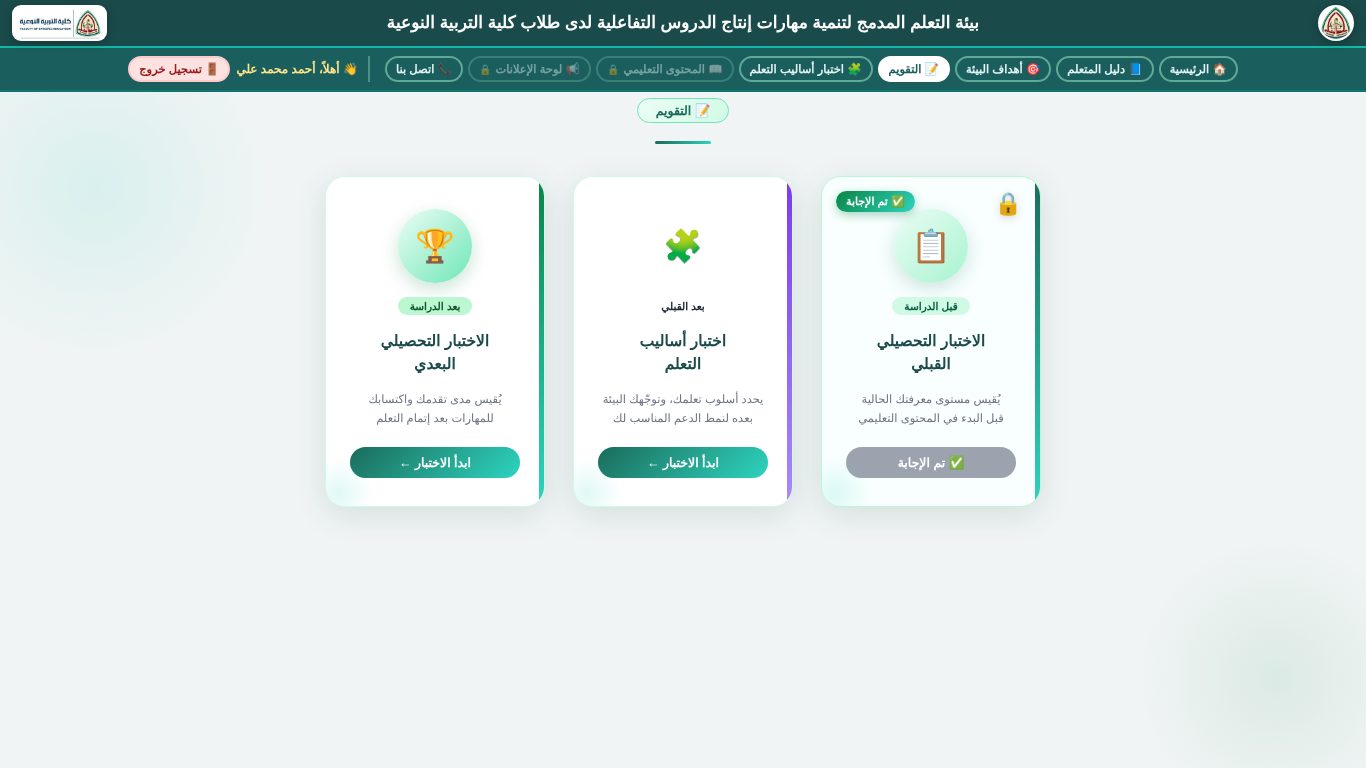 بيئة التعلم المدمج لتنمية مهارات إنتاج الدروس التفاعلية لدى طلاب كلية التربية النوعية
كلية التربية النوعية
FACULTY OF SPECIFIC EDUCATION
🏠 الرئيسية
📘 دليل المتعلم
🎯 أهداف البيئة
📝 التقويم
🧩 اختبار أساليب التعلم
📖 المحتوى التعليمي 🔒
📢 لوحة الإعلانات 🔒
📞 اتصل بنا
👋 أهلاً، أحمد محمد علي
🚪 تسجيل خروج
📝 التقويم
✅ تم الإجابة
قبل الدراسة
الاختبار التحصيلي
القبلي
يُقيس مستوى معرفتك الحالية
قبل البدء في المحتوى التعليمي
✅ تم الإجابة
بعد القبلي
اختبار أساليب
التعلم
يحدد أسلوب تعلمك، وتوجّهك البيئة
بعده لنمط الدعم المناسب لك
ابدأ الاختبار ←
بعد الدراسة
الاختبار التحصيلي
البعدي
يُقيس مدى تقدمك واكتسابك
للمهارات بعد إتمام التعلم
ابدأ الاختبار ←